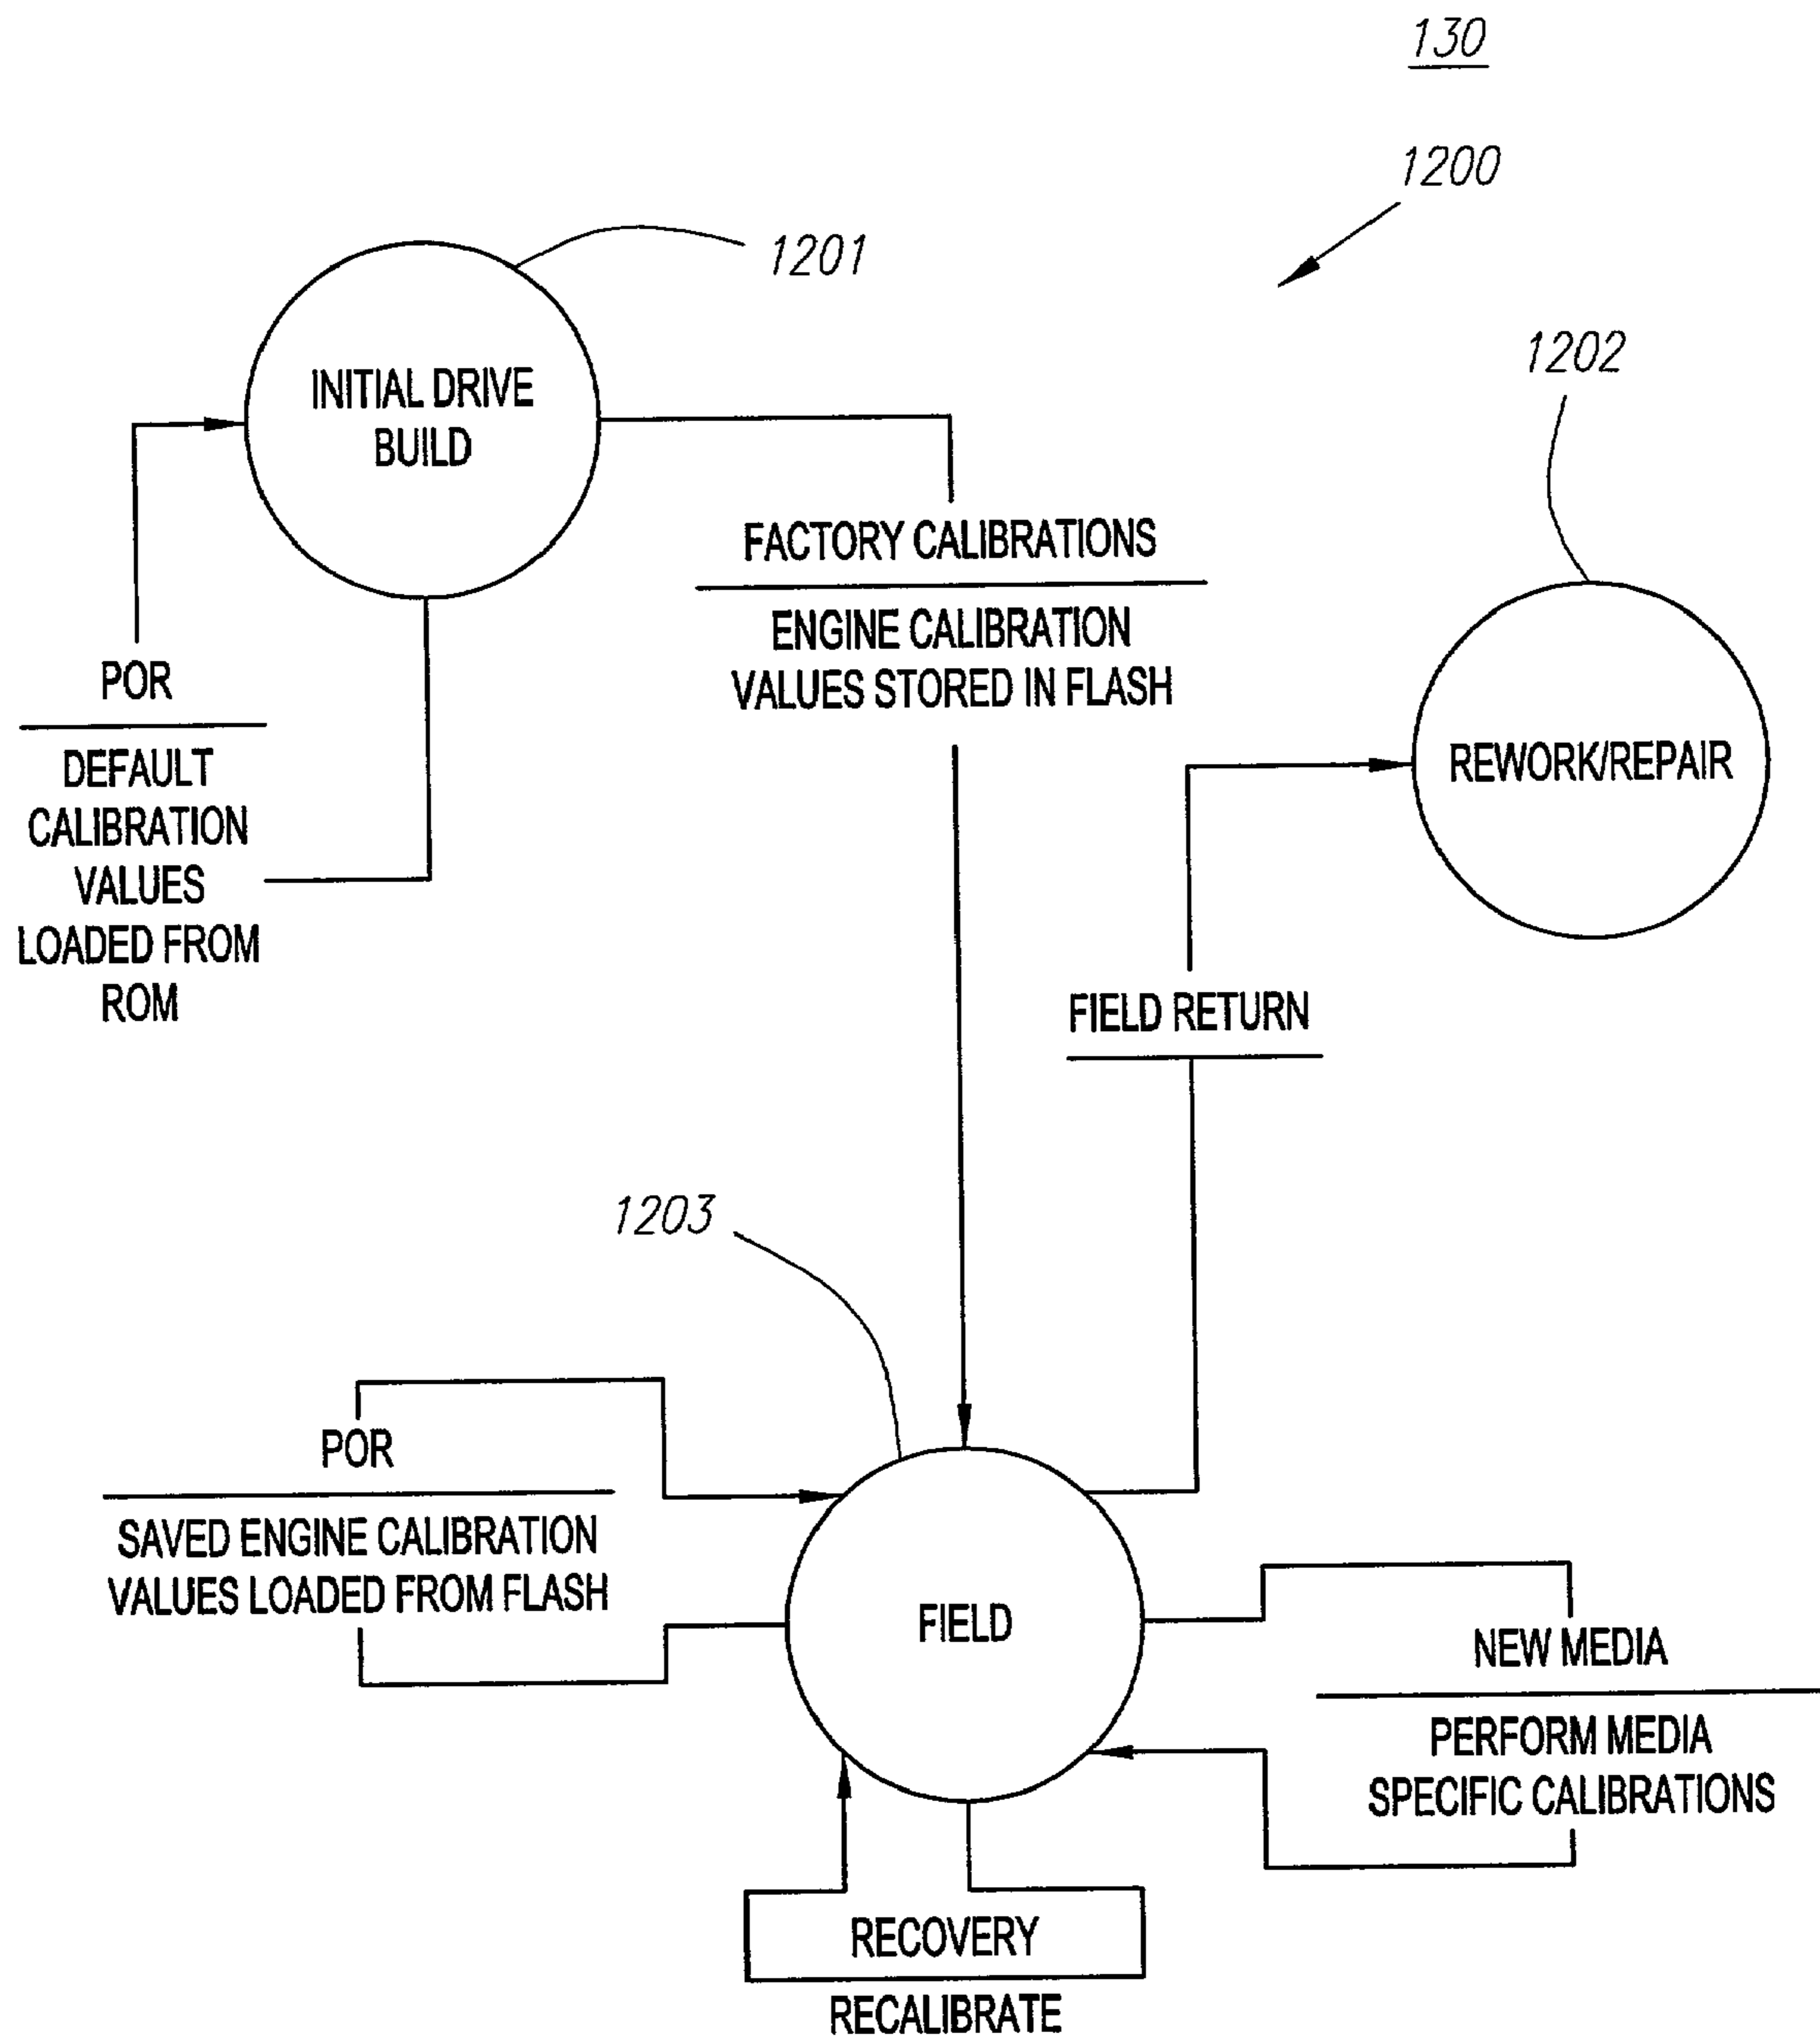 130
1200
1201
1202
INITIAL DRIVE
BUILD
FACTORY CALIBRATIONS
ENGINE CALIBRATION
VALUES STORED IN FLASH
POR
DEFAULT
CALIBRATION
VALUES
LOADED FROM
ROM
REWORK/REPAIR
FIELD RETURN
1203
POR
SAVED ENGINE CALIBRATION
VALUES LOADED FROM FLASH
FIELD
NEW MEDIA
PERFORM MEDIA
SPECIFIC CALIBRATIONS
RECOVERY
RECALIBRATE